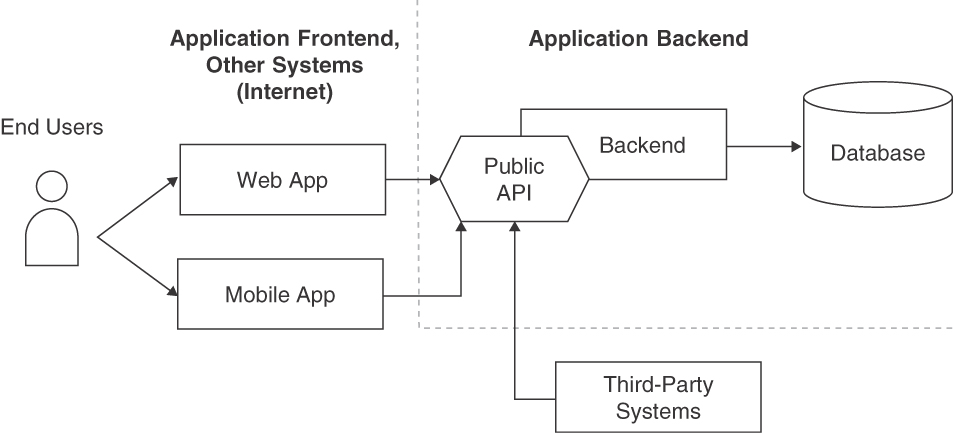 Application Frontend,
Other Systems
(Internet)
Application Backend
End Users
Web App
Mobile App
Public
API
Backend
Database
Third-Party
Systems